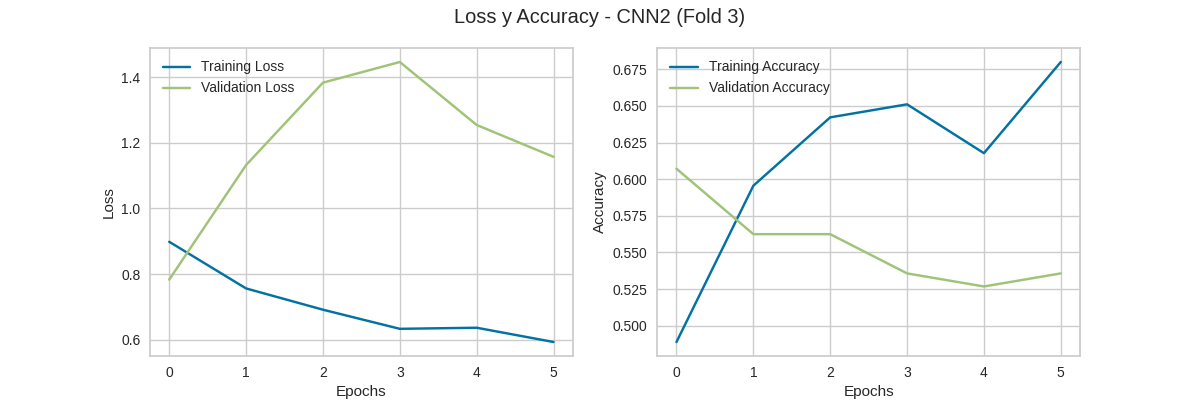 Loss y Accuracy - CNN2 (Fold 3)
Training Loss
Validation Loss
1.4
1.2
1.0
0.8
0.6
Loss
0 1 2 3 4 5
Epochs
Training Accuracy
Validation Accuracy
0.675
0.650
0.625
0.600
0.575
0.550
0.525
0.500
Accuracy
0 1 2 3 4 5
Epochs